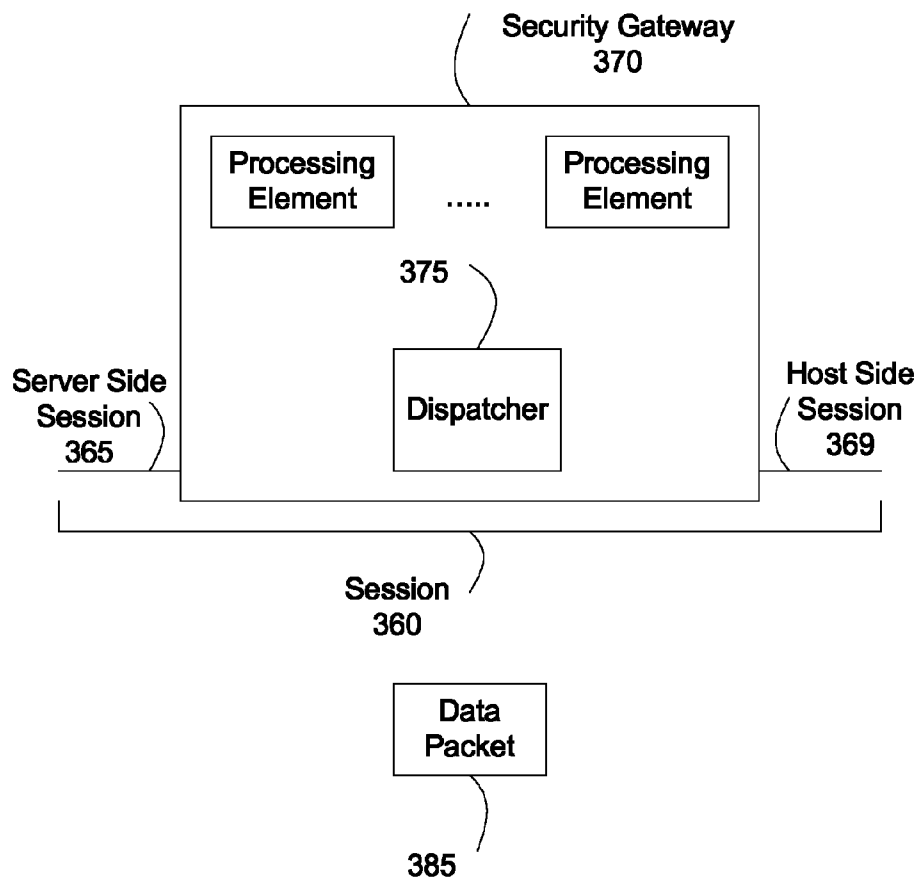 Security Gateway
370
Processing
Element
.....
Processing
Element
375
Dispatcher
Server Side
Session
365
Host Side
Session
369
Session
360
Data
Packet
385